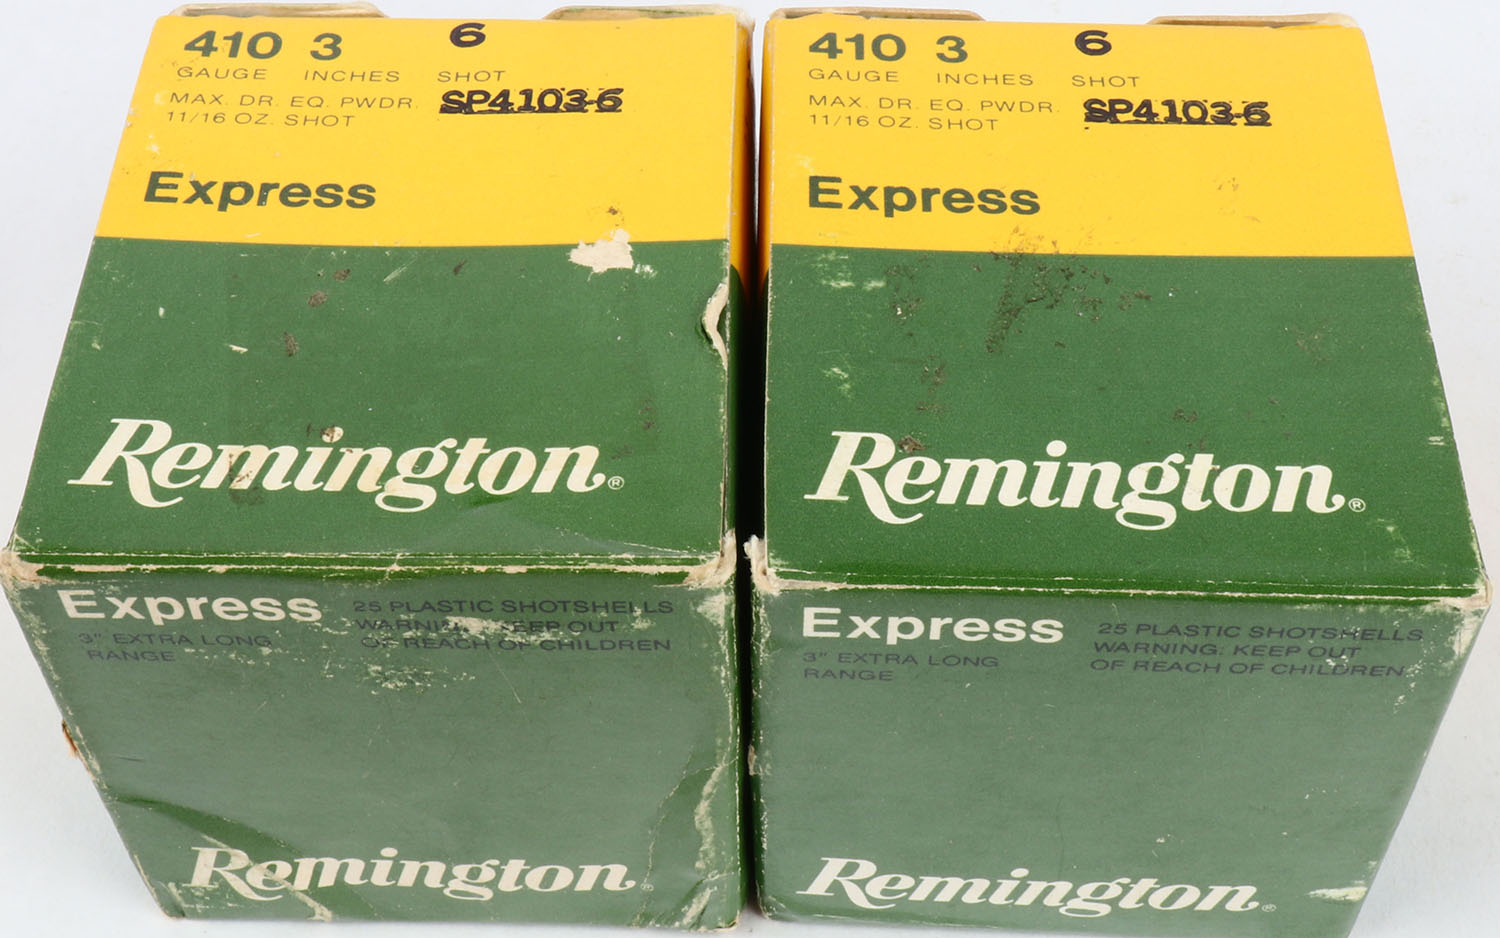 410 3 6
GAUGE INCHES SHOT
MAX. DR. EQ. PWDR. SP4103-6
11/16 OZ. SHOT
Express
Remington®
Express
3" EXTRA LONG
RANGE
25 PLASTIC SHOTSHELLS
WARNING: KEEP OUT
OF REACH OF CHILDREN
Remington®
410 3 6
GAUGE INCHES SHOT
MAX. DR. EQ. PWDR. SP4103-6
11/16 OZ. SHOT
Express
Remington®
Express
3" EXTRA LONG
RANGE
25 PLASTIC SHOTSHELLS
WARNING: KEEP OUT
OF REACH OF CHILDREN
Remington®